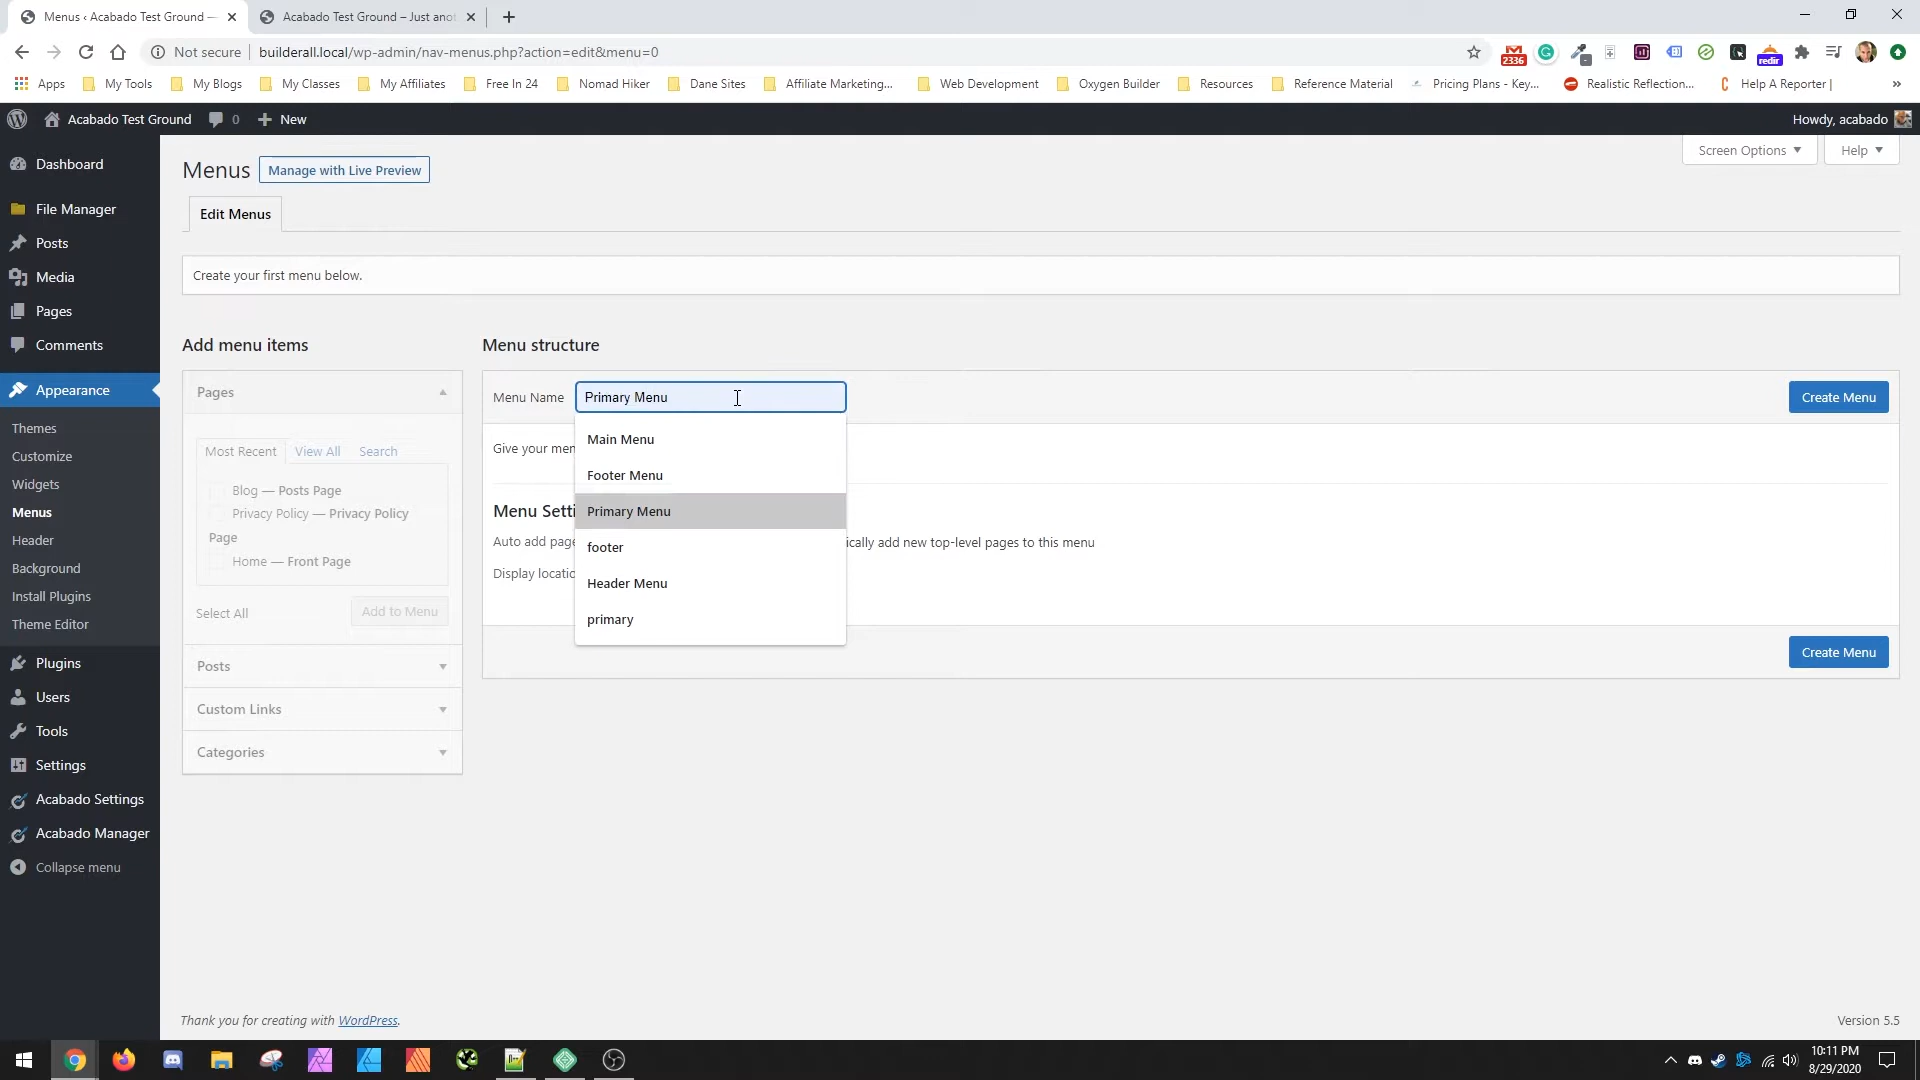 Menus ‹ Acabado Test Ground —
Acabado Test Ground – Just anot
Not secure
builderall.local/wp-admin/nav-menus.php?action=edit&menu=0
2336
redir
Apps
My Tools
My Blogs
My Classes
My Affiliates
Free In 24
Nomad Hiker
Dane Sites
Affiliate Marketing...
Web Development
Oxygen Builder
Resources
Reference Material
Pricing Plans - Key...
Realistic Reflection...
Help A Reporter |
»
Acabado Test Ground
0
New
Howdy, acabado
Dashboard
File Manager
Posts
Media
Pages
Comments
Appearance
Themes
Customize
Widgets
Menus
Header
Background
Install Plugins
Theme Editor
Plugins
Users
Tools
Settings
Acabado Settings
Acabado Manager
Collapse menu
Screen Options
Help
Menus
Manage with Live Preview
Edit Menus
Create your first menu below.
Add menu items
Pages
Most Recent
View All
Search
Blog — Posts Page
Privacy Policy — Privacy Policy
Page
Home — Front Page
Select All
Add to Menu
Posts
Custom Links
Categories
Menu structure
Menu Name
Primary Menu
Create Menu
Give your men
Main Menu
Footer Menu
Primary Menu
footer
Header Menu
primary
Menu Setti
Auto add page
ically add new top-level pages to this menu
Display locatio
Create Menu
Thank you for creating with WordPress.
Version 5.5
10:11 PM
8/29/2020